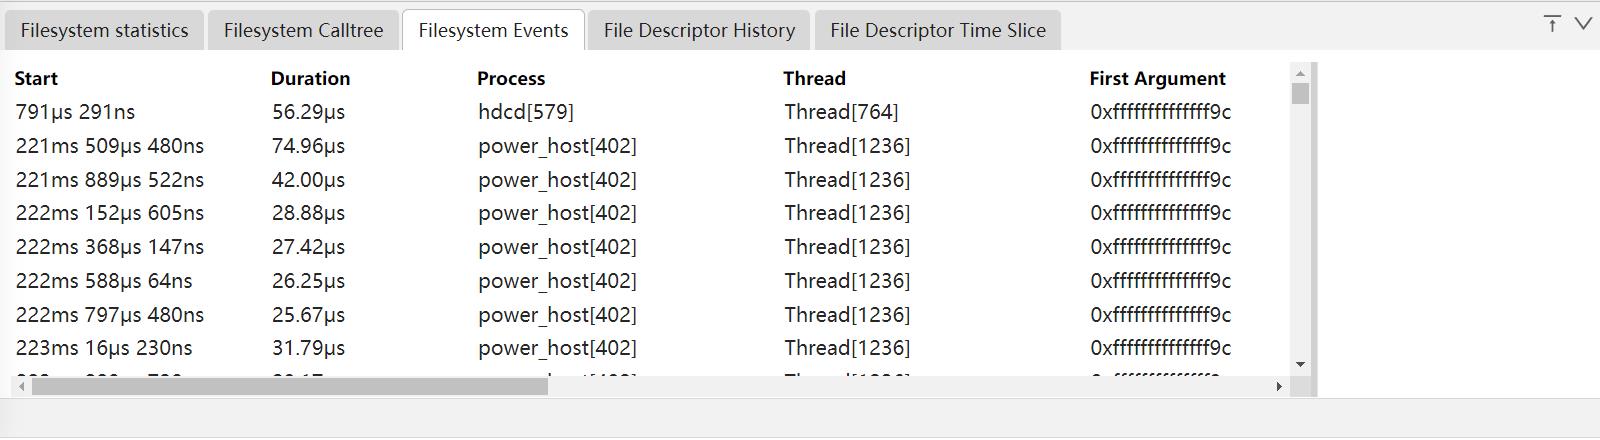 Filesystem statistics Filesystem Calltree Filesystem Events File Descriptor History File Descriptor Time Slice
Start Duration Process Thread First Argument
791μs 291ns 56.29μs hdcd[579] Thread[764] 0xffffffffffffff9c
221ms 509μs 480ns 74.96μs power_host[402] Thread[1236] 0xffffffffffffff9c
221ms 889μs 522ns 42.00μs power_host[402] Thread[1236] 0xffffffffffffff9c
222ms 152μs 605ns 28.88μs power_host[402] Thread[1236] 0xffffffffffffff9c
222ms 368μs 147ns 27.42μs power_host[402] Thread[1236] 0xffffffffffffff9c
222ms 588μs 64ns 26.25μs power_host[402] Thread[1236] 0xffffffffffffff9c
222ms 797μs 480ns 25.67μs power_host[402] Thread[1236] 0xffffffffffffff9c
223ms 16μs 230ns 31.79μs power_host[402] Thread[1236] 0xffffffffffffff9c